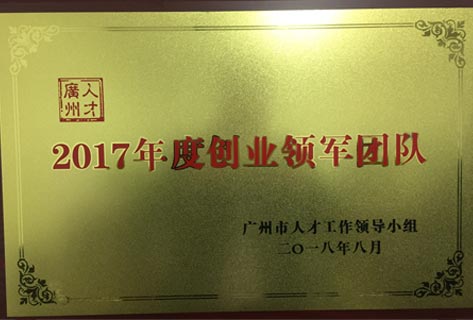 人才
廣州
2017年度创业领军团队
广州市人才工作领导小组
二〇一八年八月